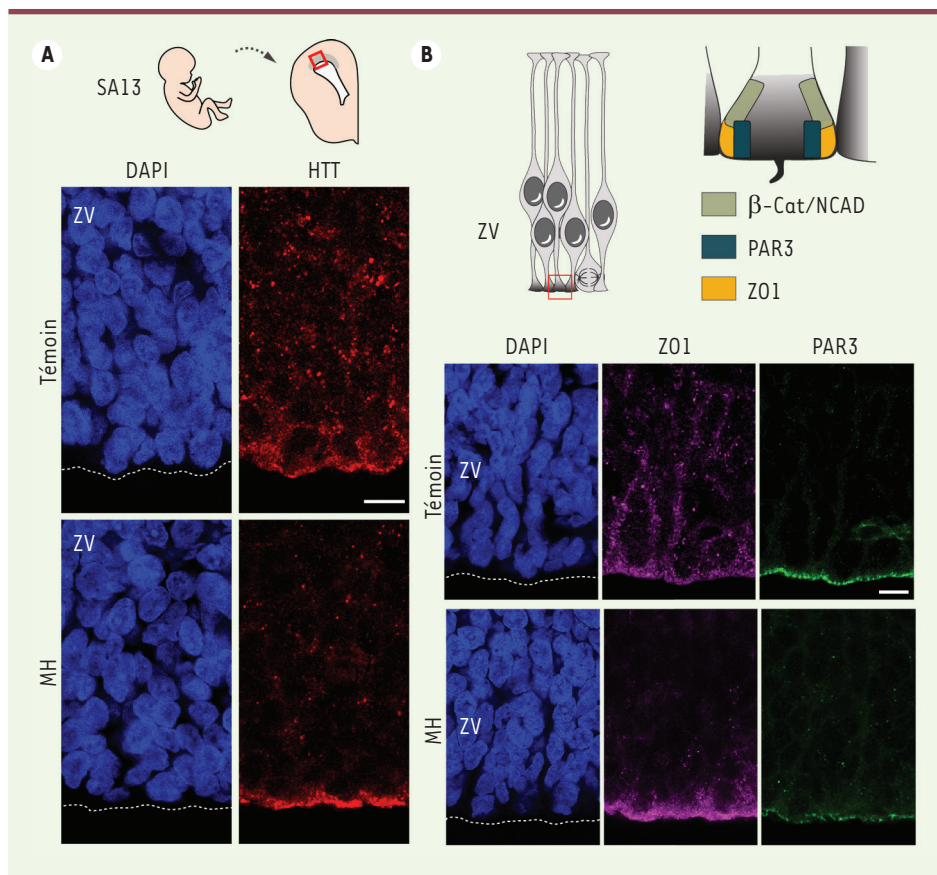 A
SA13
DAPI
HTT
ZV
Témoin
ZV
MH
B
ZV
β-Cat/NCAD
PAR3
ZO1
DAPI
ZO1
PAR3
ZV
Témoin
ZV
MH